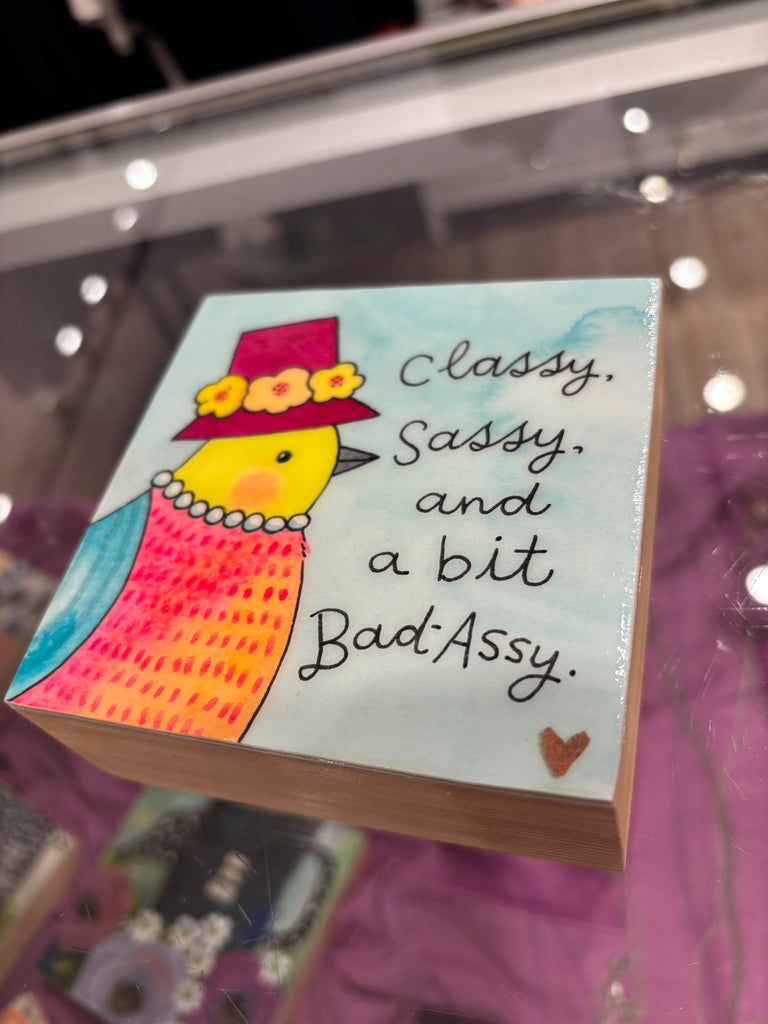 Classy,
Sassy,
and
a bit
Bad-Assy.